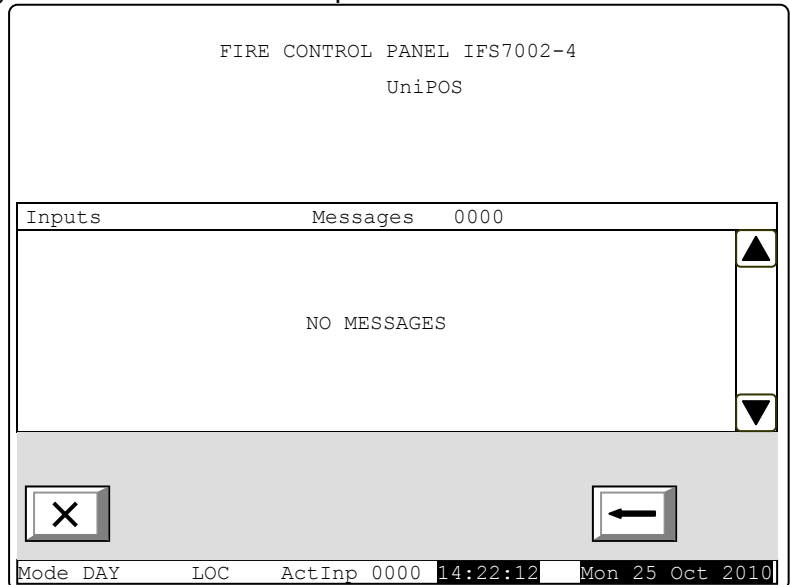 FIRE CONTROL PANEL IFS7002-4
UniPOS
Inputs Messages 0000
NO MESSAGES
Mode DAY LOC ActInp 0000 14:22:12 Mon 25 Oct 2010